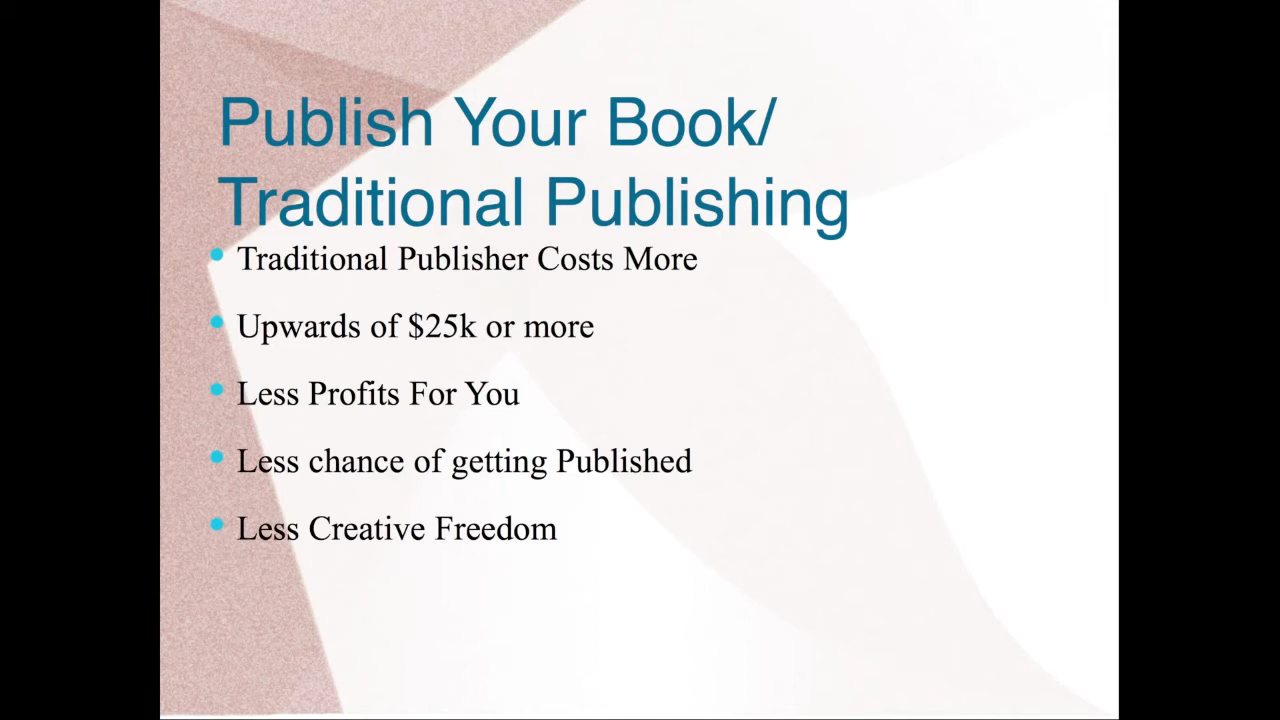 Publish Your Book/
Traditional Publishing
Traditional Publisher Costs More
Upwards of $25k or more
Less Profits For You
Less chance of getting Published
Less Creative Freedom